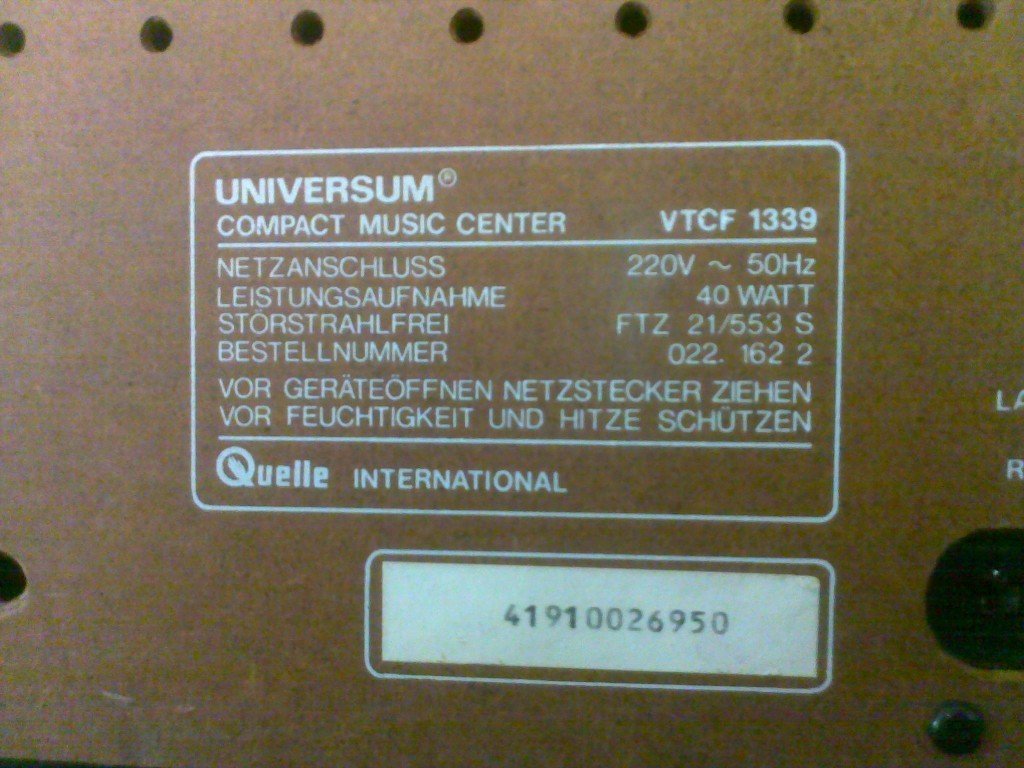 UNIVERSUM®
COMPACT MUSIC CENTER VTCF 1339
NETZANSCHLUSS 220V ~ 50Hz
LEISTUNGSAUFNAHME 40 WATT
STÖRSTRAHLFREI FTZ 21/553 S
BESTELLNUMMER 022. 162 2
VOR GERÄTEÖFFNEN NETZSTECKER ZIEHEN
VOR FEUCHTIGKEIT UND HITZE SCHÜTZEN
Quelle INTERNATIONAL
41910026950